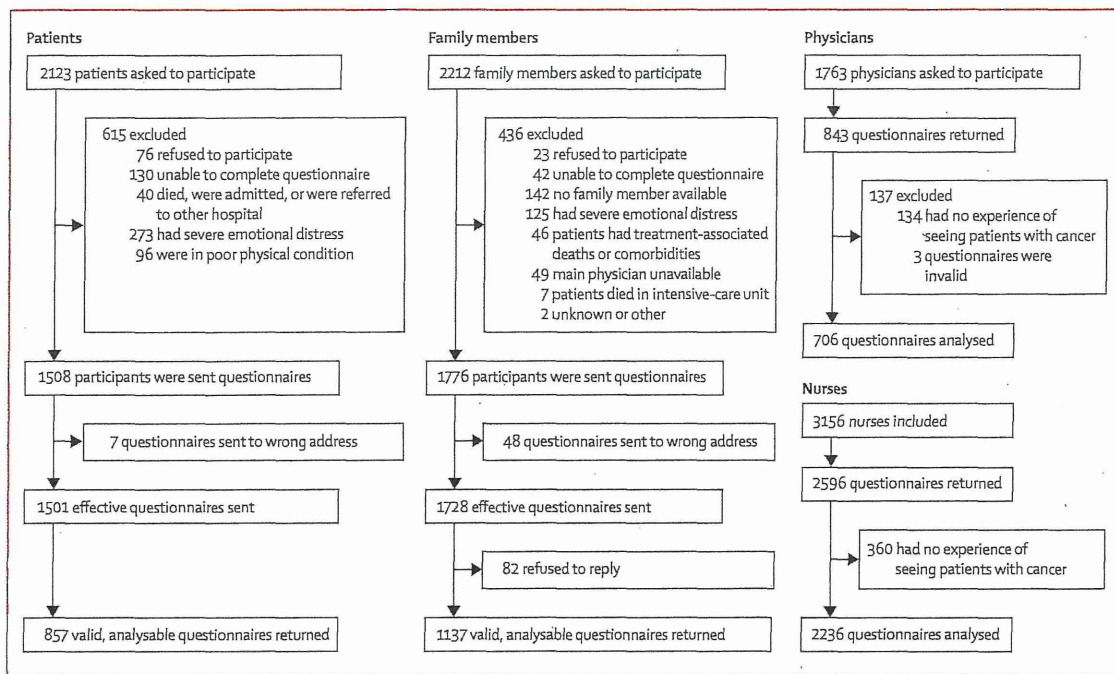 Patients
2123 patients asked to participate
615 excluded
76 refused to participate
130 unable to complete questionnaire
40 died, were admitted, or were referred
to other hospital
273 had severe emotional distress
96 were in poor physical condition
1508 participants were sent questionnaires
7 questionnaires sent to wrong address
1501 effective questionnaires sent
857 valid, analysable questionnaires returned
Family members
2212 family members asked to participate
436 excluded
23 refused to participate
42 unable to complete questionnaire
142 no family member available
125 had severe emotional distress
46 patients had treatment-associated
deaths or comorbidities
49 main physician unavailable
7 patients died in intensive-care unit
2 unknown or other
1776 participants were sent questionnaires
48 questionnaires sent to wrong address
1728 effective questionnaires sent
82 refused to reply
1137 valid, analysable questionnaires returned
Physicians
1763 physicians asked to participate
843 questionnaires returned
137 excluded
134 had no experience of
seeing patients with cancer
3 questionnaires were
invalid
706 questionnaires analysed
Nurses
3156 nurses included
2596 questionnaires returned
360 had no experience of
seeing patients with cancer
2236 questionnaires analysed